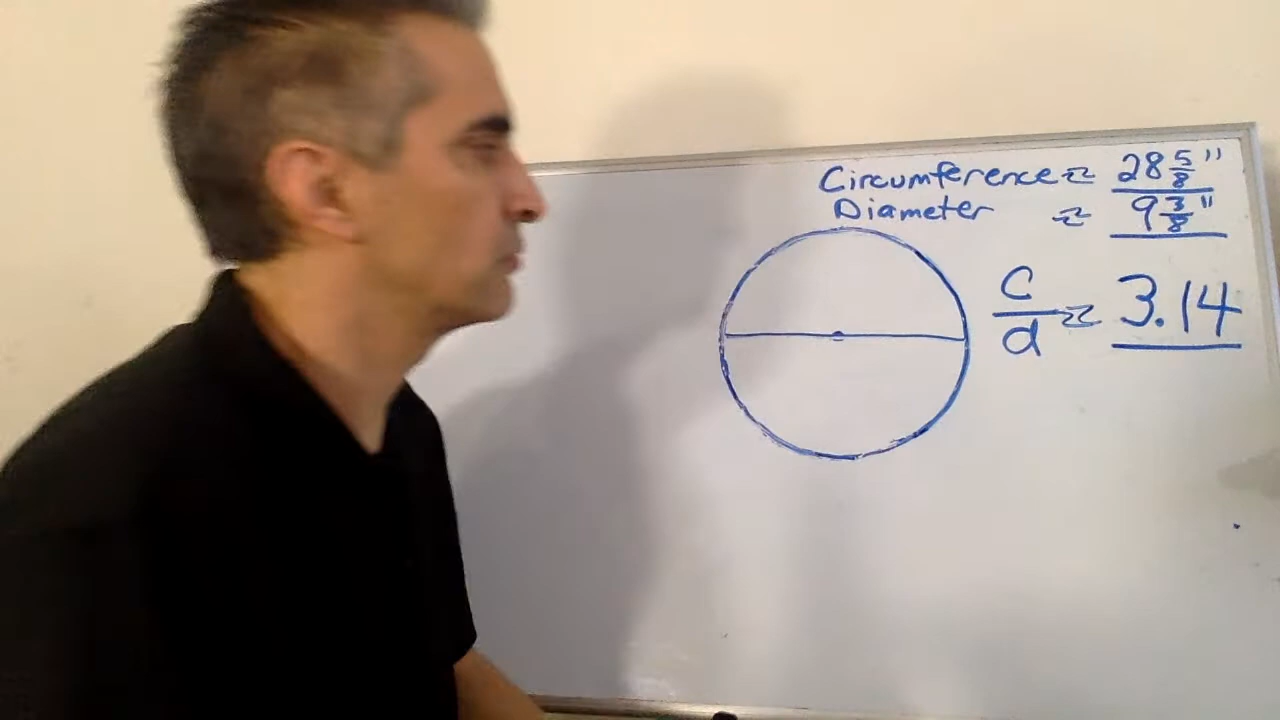 Circumference ≈ 28 5/8"
Diameter ≈ 9 3/8"
c/d ≈ 3.14